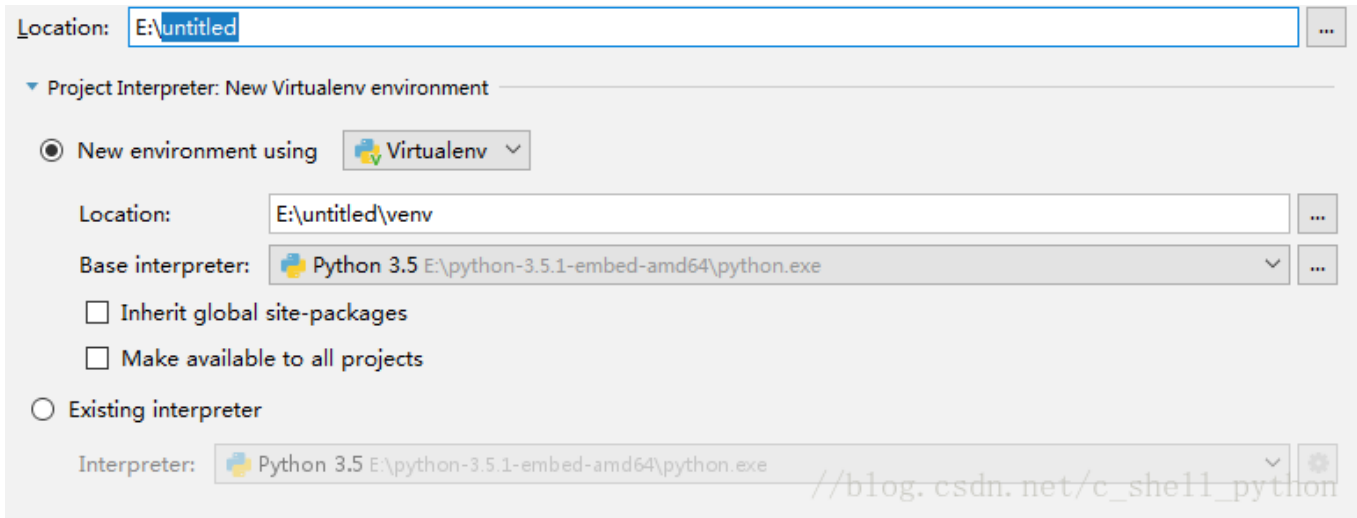 Location: E:\untitled ...
Project Interpreter: New Virtualenv environment
New environment using Virtualenv
Location: E:\untitled\venv ...
Base interpreter: Python 3.5 E:\python-3.5.1-embed-amd64\python.exe ...
Inherit global site-packages
Make available to all projects
Existing interpreter
Interpreter: Python 3.5 E:\python-3.5.1-embed-amd64\python.exe
//blog.csdn.net/c_shell_python